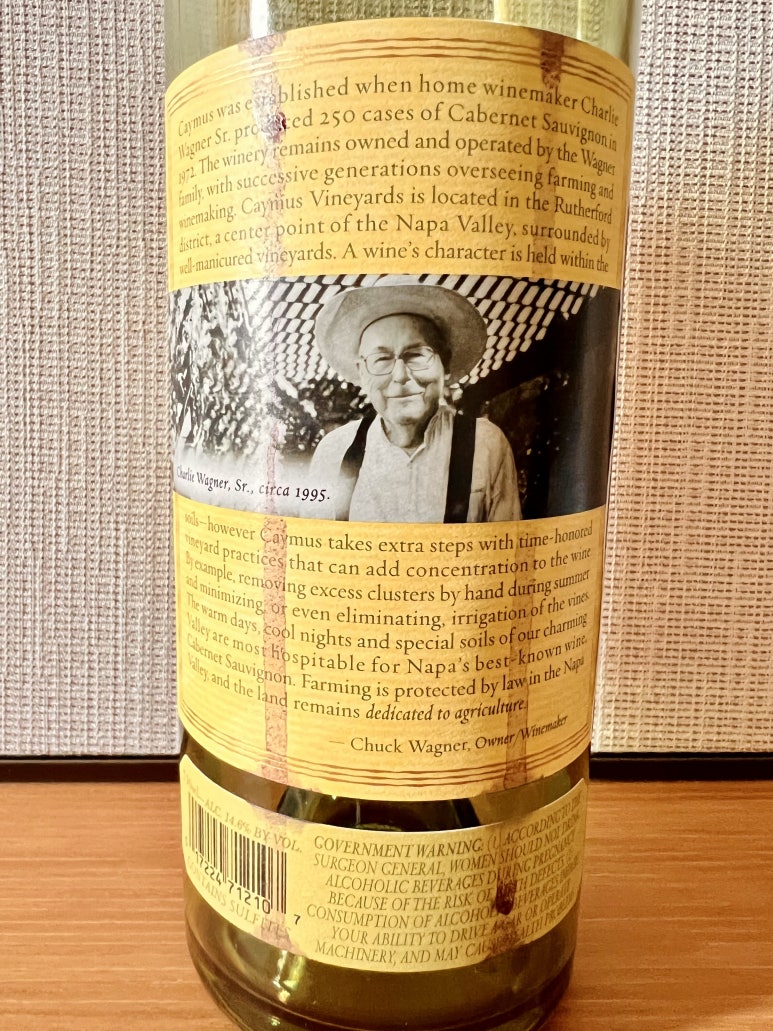 Caymus was established when home winemaker Charlie
Wagner Sr. produced 250 cases of Cabernet Sauvignon in
1972. The winery remains owned and operated by the Wagner
family, with successive generations overseeing farming and
winemaking. Caymus Vineyards is located in the Rutherford
district, a center point of the Napa Valley, surrounded by
well-manicured vineyards. A wine's character is held within the
Charlie Wagner, Sr., circa 1995.
soils—however Caymus takes extra steps with time-honored
vineyard practices that can add concentration to the wine.
By example, removing excess clusters by hand during summer
and minimizing, or even eliminating, irrigation of the vines.
The warm days, cool nights and special soils of our charming
Valley are most hospitable for Napa's best-known wine,
Cabernet Sauvignon. Farming is protected by law in the Napa
Valley, and the land remains dedicated to agriculture.
— Chuck Wagner, Owner/Winemaker
ALC. 14.6% BY VOL.
17224 71210 7
CONTAINS SULFITES
GOVERNMENT WARNING: (1) ACCORDING TO THE
SURGEON GENERAL, WOMEN SHOULD NOT DRINK
ALCOHOLIC BEVERAGES DURING PREGNANCY
BECAUSE OF THE RISK OF BIRTH DEFECTS.
CONSUMPTION OF ALCOHOLIC BEVERAGES IMPAIRS
YOUR ABILITY TO DRIVE A CAR OR OPERATE
MACHINERY, AND MAY CAUSE HEALTH PROBLEMS